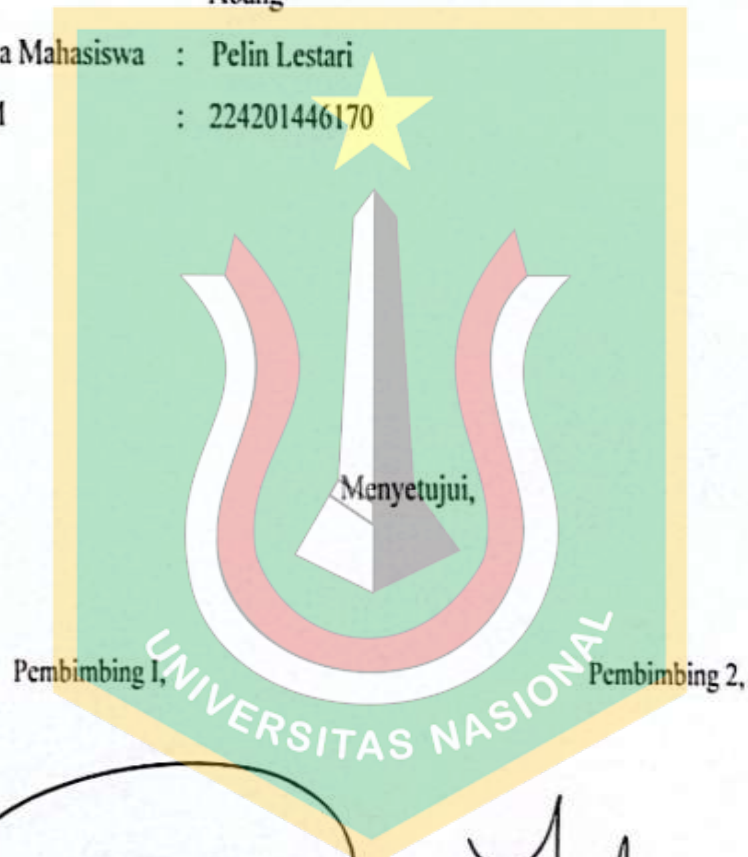 a Mahasiswa : Pelin Lestari
: 224201446170
Menyetujui,
Pembimbing I,
Pembimbing 2,
UNIVERSITAS NASIONAL